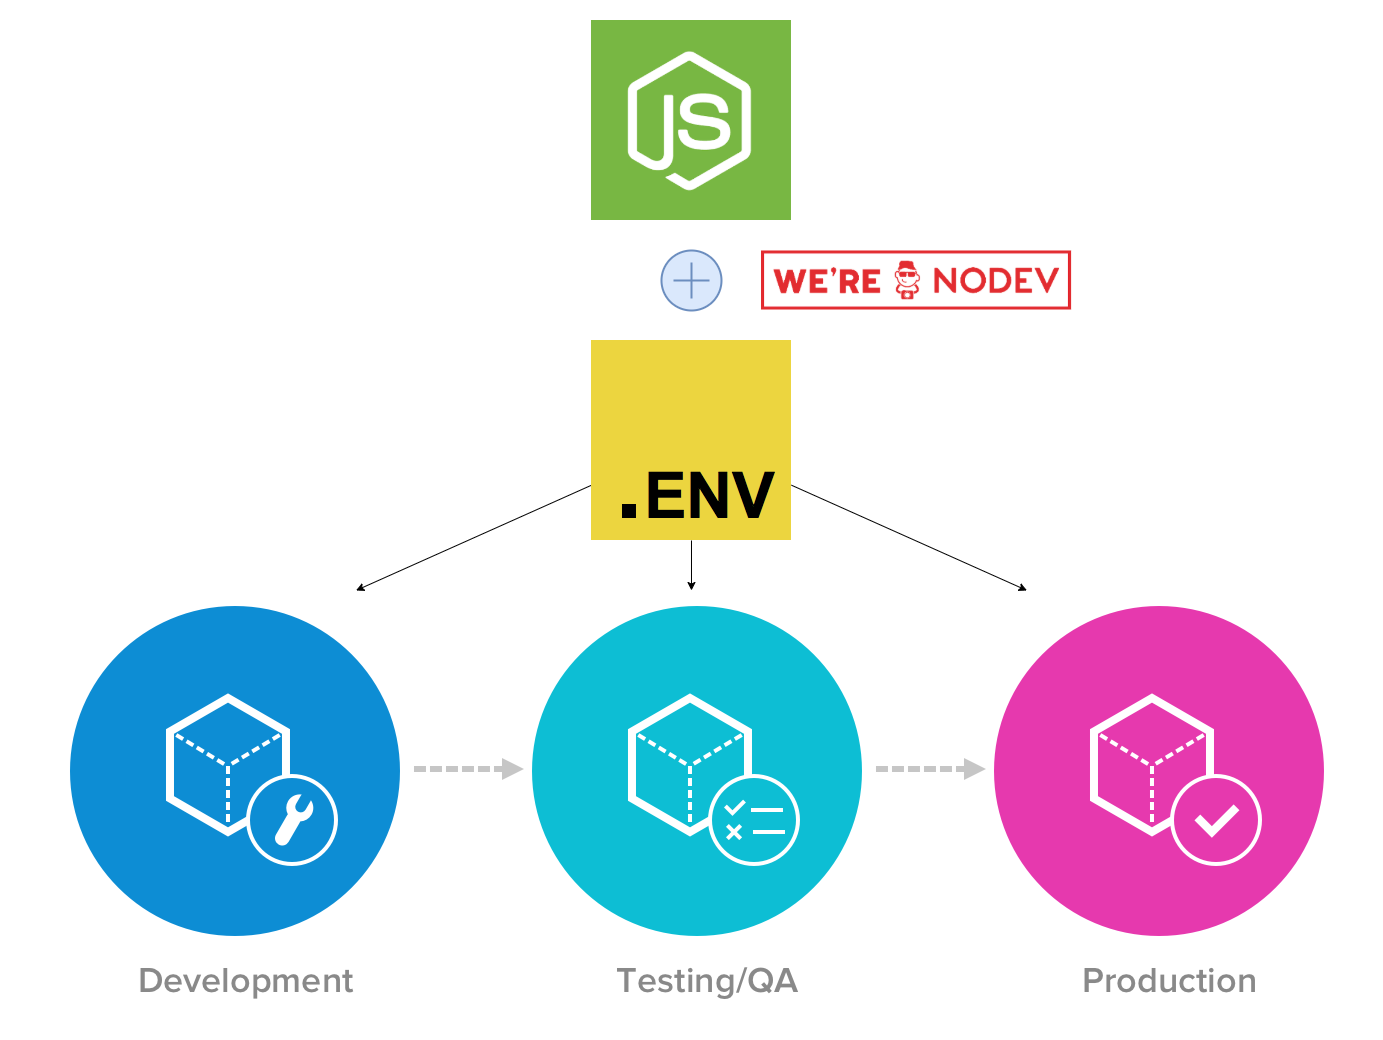 JS
WE'RE NODEV
.ENV
Development
Testing/QA
Production